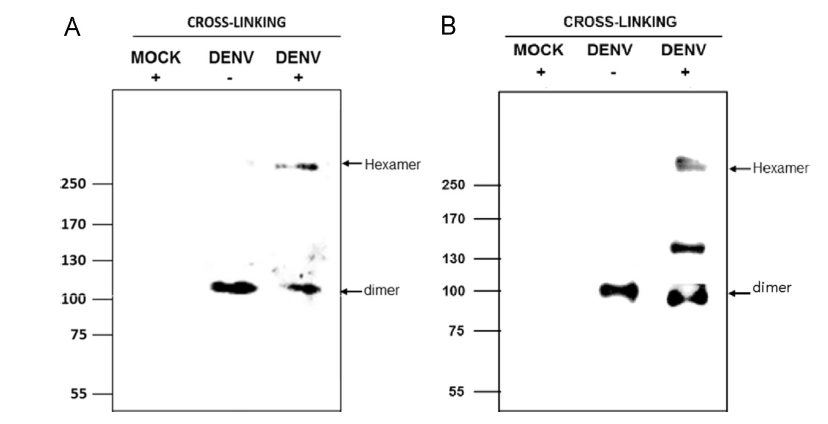 A
CROSS-LINKING
MOCK DENV DENV
+ - +
250
170
130
100
75
55
Hexamer
dimer
B
CROSS-LINKING
MOCK DENV DENV
+ - +
250
170
130
100
75
55
Hexamer
dimer